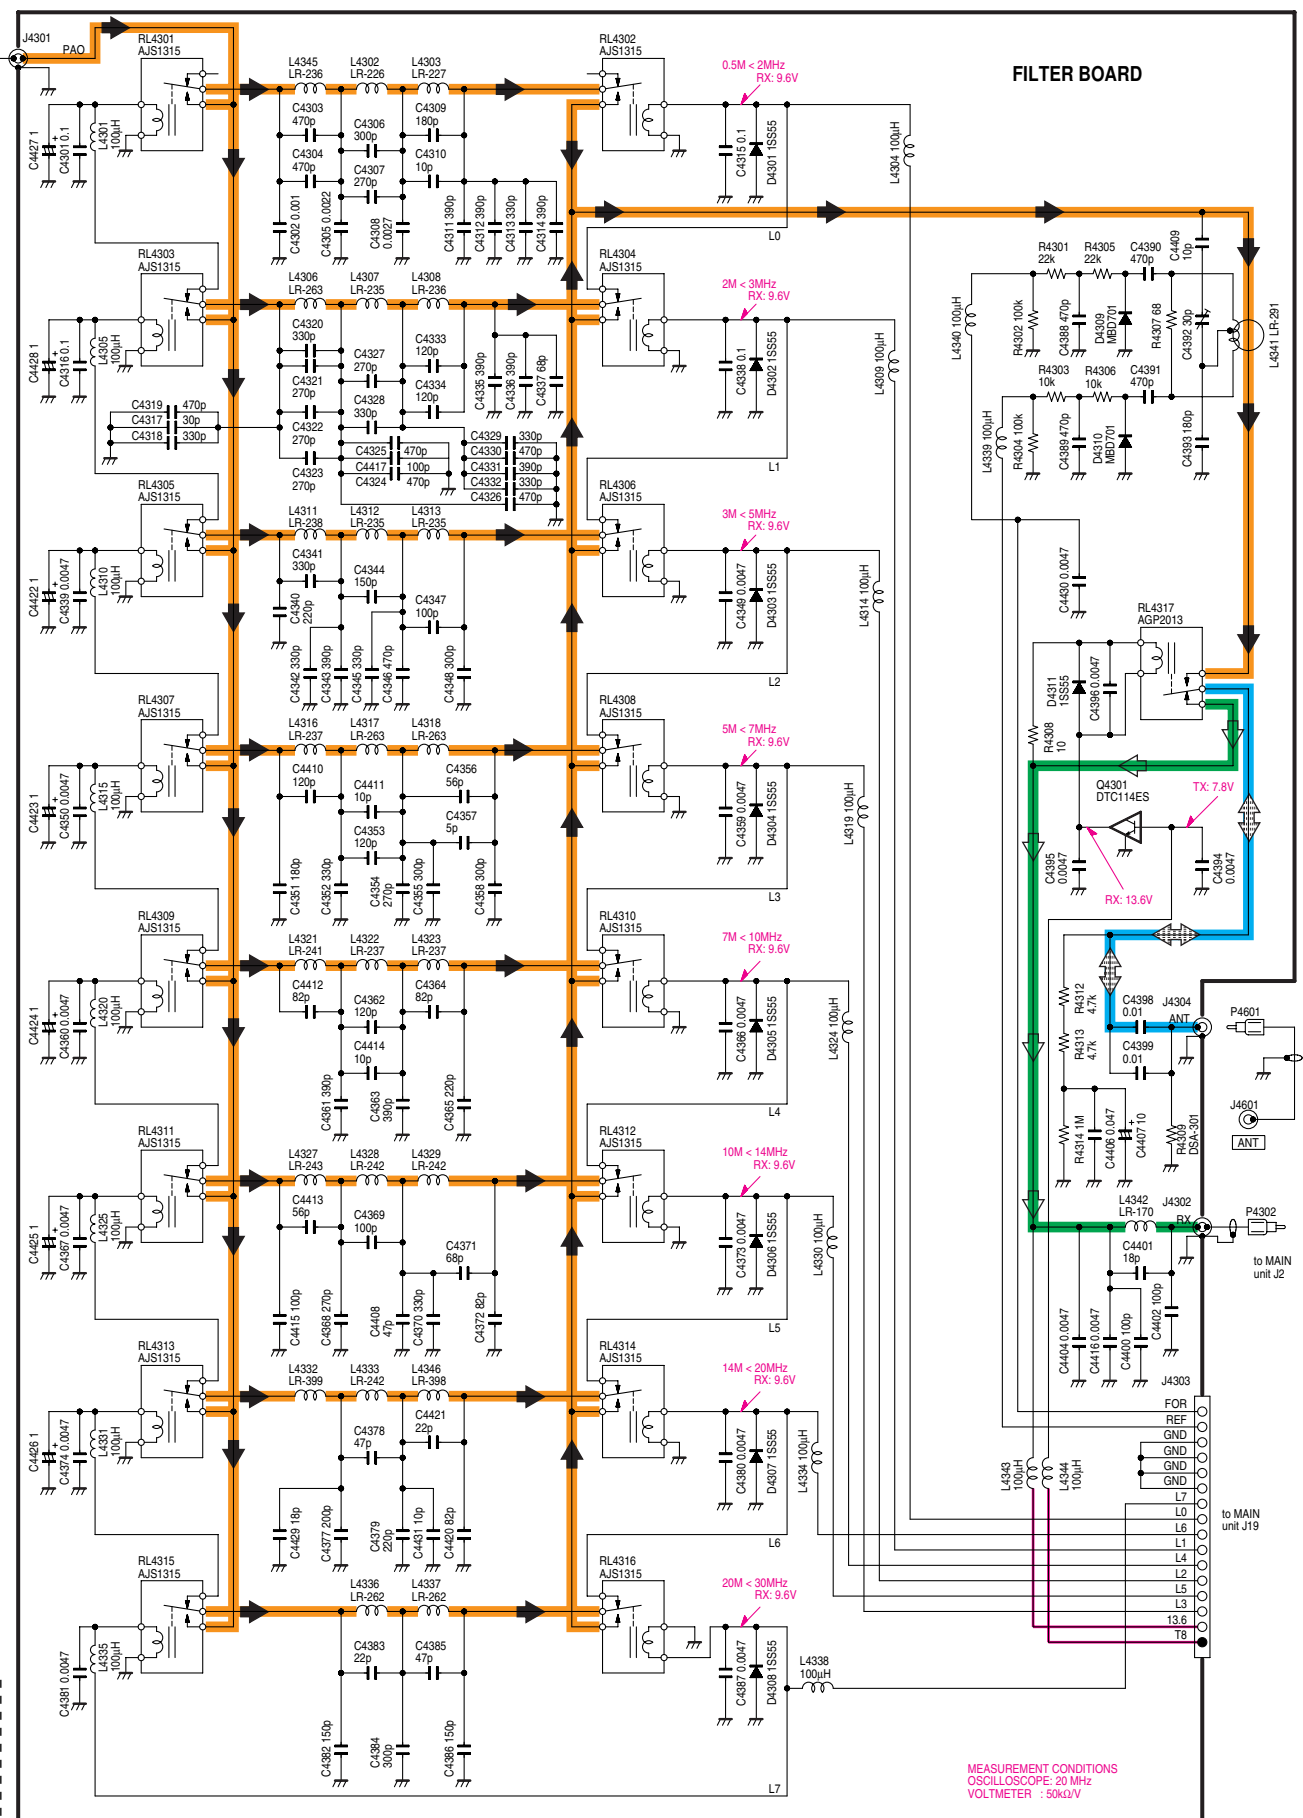 FILTER BOARD
J4301
PAO
RL4301
AJS1315
C4427 1
C4301 0.1
L4301
100µH
L4345
LR-236
L4302
LR-226
L4303
LR-227
C4303
470p
C4304
470p
C4306
300p
C4307
270p
C4309
180p
C4310
10p
C4302 0.001
C4305 0.0022
C4308
0.0027
C4311 390p
C4312 390p
C4313 330p
C4314 390p
RL4302
AJS1315
0.5M < 2MHz
RX: 9.6V
C4315 0.1
D4301 1SS55
L4304 100µH
L0
RL4303
AJS1315
C4428 1
C4316 0.1
L4305
100µH
L4306
LR-263
L4307
LR-235
L4308
LR-236
C4320
330p
C4321
270p
C4322
270p
C4323
270p
C4327
270p
C4328
330p
C4333
120p
C4334
120p
C4335 390p
C4336 390p
C4337 68p
C4319 470p
C4317 30p
C4318 330p
C4325 470p
C4417 100p
C4324 470p
C4329 330p
C4330 470p
C4331 390p
C4332 330p
C4326 470p
RL4304
AJS1315
2M < 3MHz
RX: 9.6V
C4338 0.1
D4302 1SS55
L4309 100µH
L1
RL4305
AJS1315
C4422 1
C4339 0.0047
L4310
100µH
L4311
LR-238
L4312
LR-235
L4313
LR-235
C4341
330p
C4344
150p
C4347
100p
C4340
220p
C4342 330p
C4343 390p
C4345 330p
C4346 470p
C4348 300p
RL4306
AJS1315
3M < 5MHz
RX: 9.6V
C4349 0.0047
D4303 1SS55
L4314 100µH
L2
RL4307
AJS1315
C4423 1
C4350 0.0047
L4315
100µH
L4316
LR-237
L4317
LR-263
L4318
LR-263
C4410
120p
C4411
10p
C4353
120p
C4356
56p
C4357
5p
C4351 180p
C4352 330p
C4354
270p
C4355 300p
C4358 300p
RL4308
AJS1315
5M < 7MHz
RX: 9.6V
C4359 0.0047
D4304 1SS55
L4319 100µH
L3
RL4309
AJS1315
C4424 1
C4360 0.0047
L4320
100µH
L4321
LR-241
L4322
LR-237
L4323
LR-237
C4412
82p
C4362
120p
C4414
10p
C4364
82p
C4361 390p
C4363
390p
C4365 220p
RL4310
AJS1315
7M < 10MHz
RX: 9.6V
C4366 0.0047
D4305 1SS55
L4324 100µH
L4
RL4311
AJS1315
C4425 1
C4367 0.0047
L4325
100µH
L4327
LR-243
L4328
LR-242
L4329
LR-242
C4413
56p
C4369
100p
C4371
68p
C4415 100p
C4368 270p
C4408
47p
C4370 330p
C4372 82p
RL4312
AJS1315
10M < 14MHz
RX: 9.6V
C4373 0.0047
D4306 1SS55
L4330 100µH
L5
RL4313
AJS1315
C4426 1
C4374 0.0047
L4331
100µH
L4332
LR-399
L4333
LR-242
L4346
LR-398
C4378
47p
C4421
22p
C4429 18p
C4377 200p
C4379
220p
C4431 10p
C4420 82p
RL4314
AJS1315
14M < 20MHz
RX: 9.6V
C4380 0.0047
D4307 1SS55
L4334 100µH
L6
RL4315
AJS1315
C4381 0.0047
L4335
100µH
L4336
LR-262
L4337
LR-262
C4383
22p
C4385
47p
C4382 150p
C4384
300p
C4386 150p
RL4316
AJS1315
20M < 30MHz
RX: 9.6V
C4387 0.0047
D4308 1SS55
L4338
100µH
L7
R4301
22k
R4305
22k
C4390
470p
C4409
10p
L4340 100µH
R4302 100k
C4388 470p
D4309
MBD701
R4307 68
C4392 30p
L4341 LR-291
R4303
10k
R4306
10k
C4391
470p
L4339 100µH
R4304 100k
C4389 470p
D4310
MBD701
C4393 180p
C4430 0.0047
RL4317
AGP2013
D4311
1SS55
C4396 0.0047
R4308
10
Q4301
DTC114ES
TX: 7.8V
C4395
0.0047
C4394
0.0047
RX: 13.6V
R4312
4.7k
R4313
4.7k
C4398
0.01
C4399
0.01
J4304
ANT
P4601
J4601
ANT
R4314 1M
C4406 0.047
C4407 10
R4309
DSA-301
L4342
LR-170
J4302
RX
P4302
to MAIN
unit J2
C4401
18p
C4402 100p
C4404 0.0047
C4416 0.0047
C4400 100p
J4303
L4343
100µH
L4344
100µH
FOR
REF
GND
GND
GND
GND
L7
L0
L6
L1
L4
L2
L5
L3
13.6
T8
to MAIN
unit J19
MEASUREMENT CONDITIONS
OSCILLOSCOPE: 20 MHz
VOLTMETER : 50kΩ/V